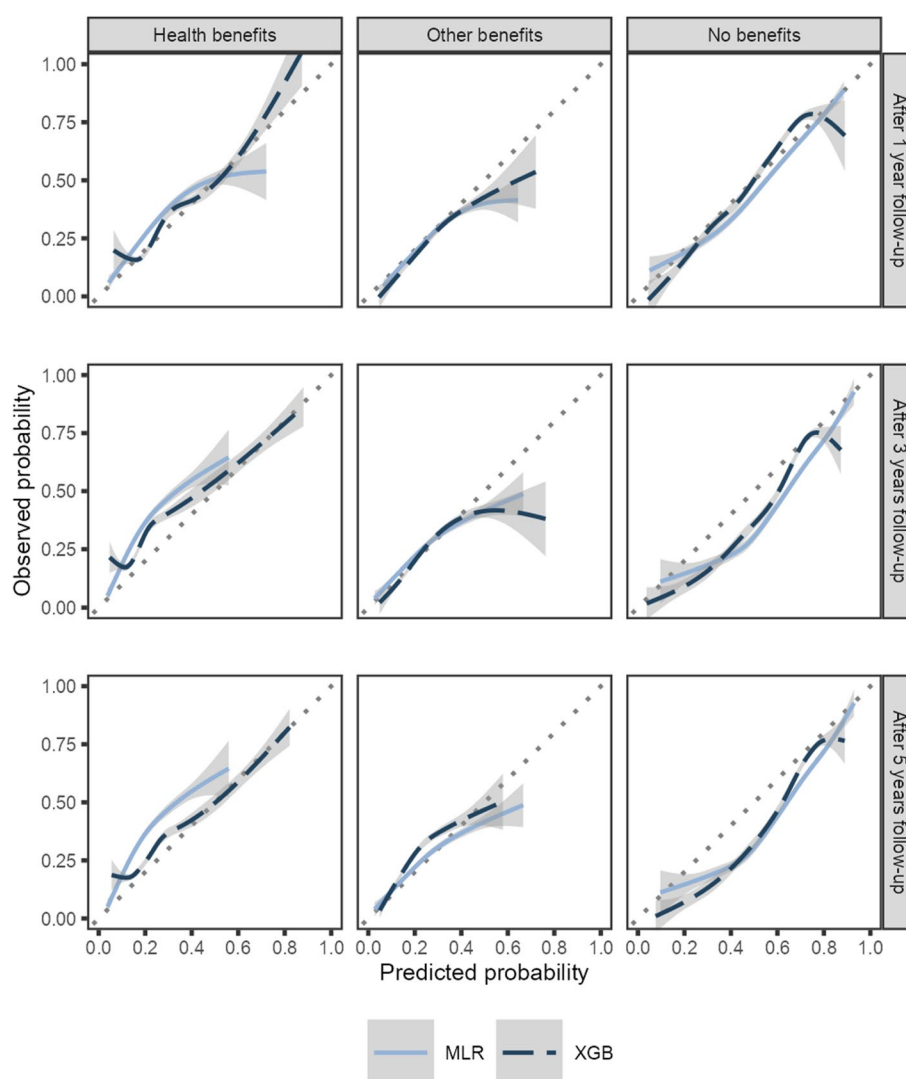 Health benefits
Other benefits
No benefits
1.00
0.75
0.50
0.25
0.00
After 1 year follow-up
1.00
0.75
0.50
0.25
0.00
After 3 years follow-up
Observed probability
1.00
0.75
0.50
0.25
0.00
After 5 years follow-up
0.0 0.2 0.4 0.6 0.8 1.0
0.0 0.2 0.4 0.6 0.8 1.0
0.0 0.2 0.4 0.6 0.8 1.0
Predicted probability
MLR
XGB